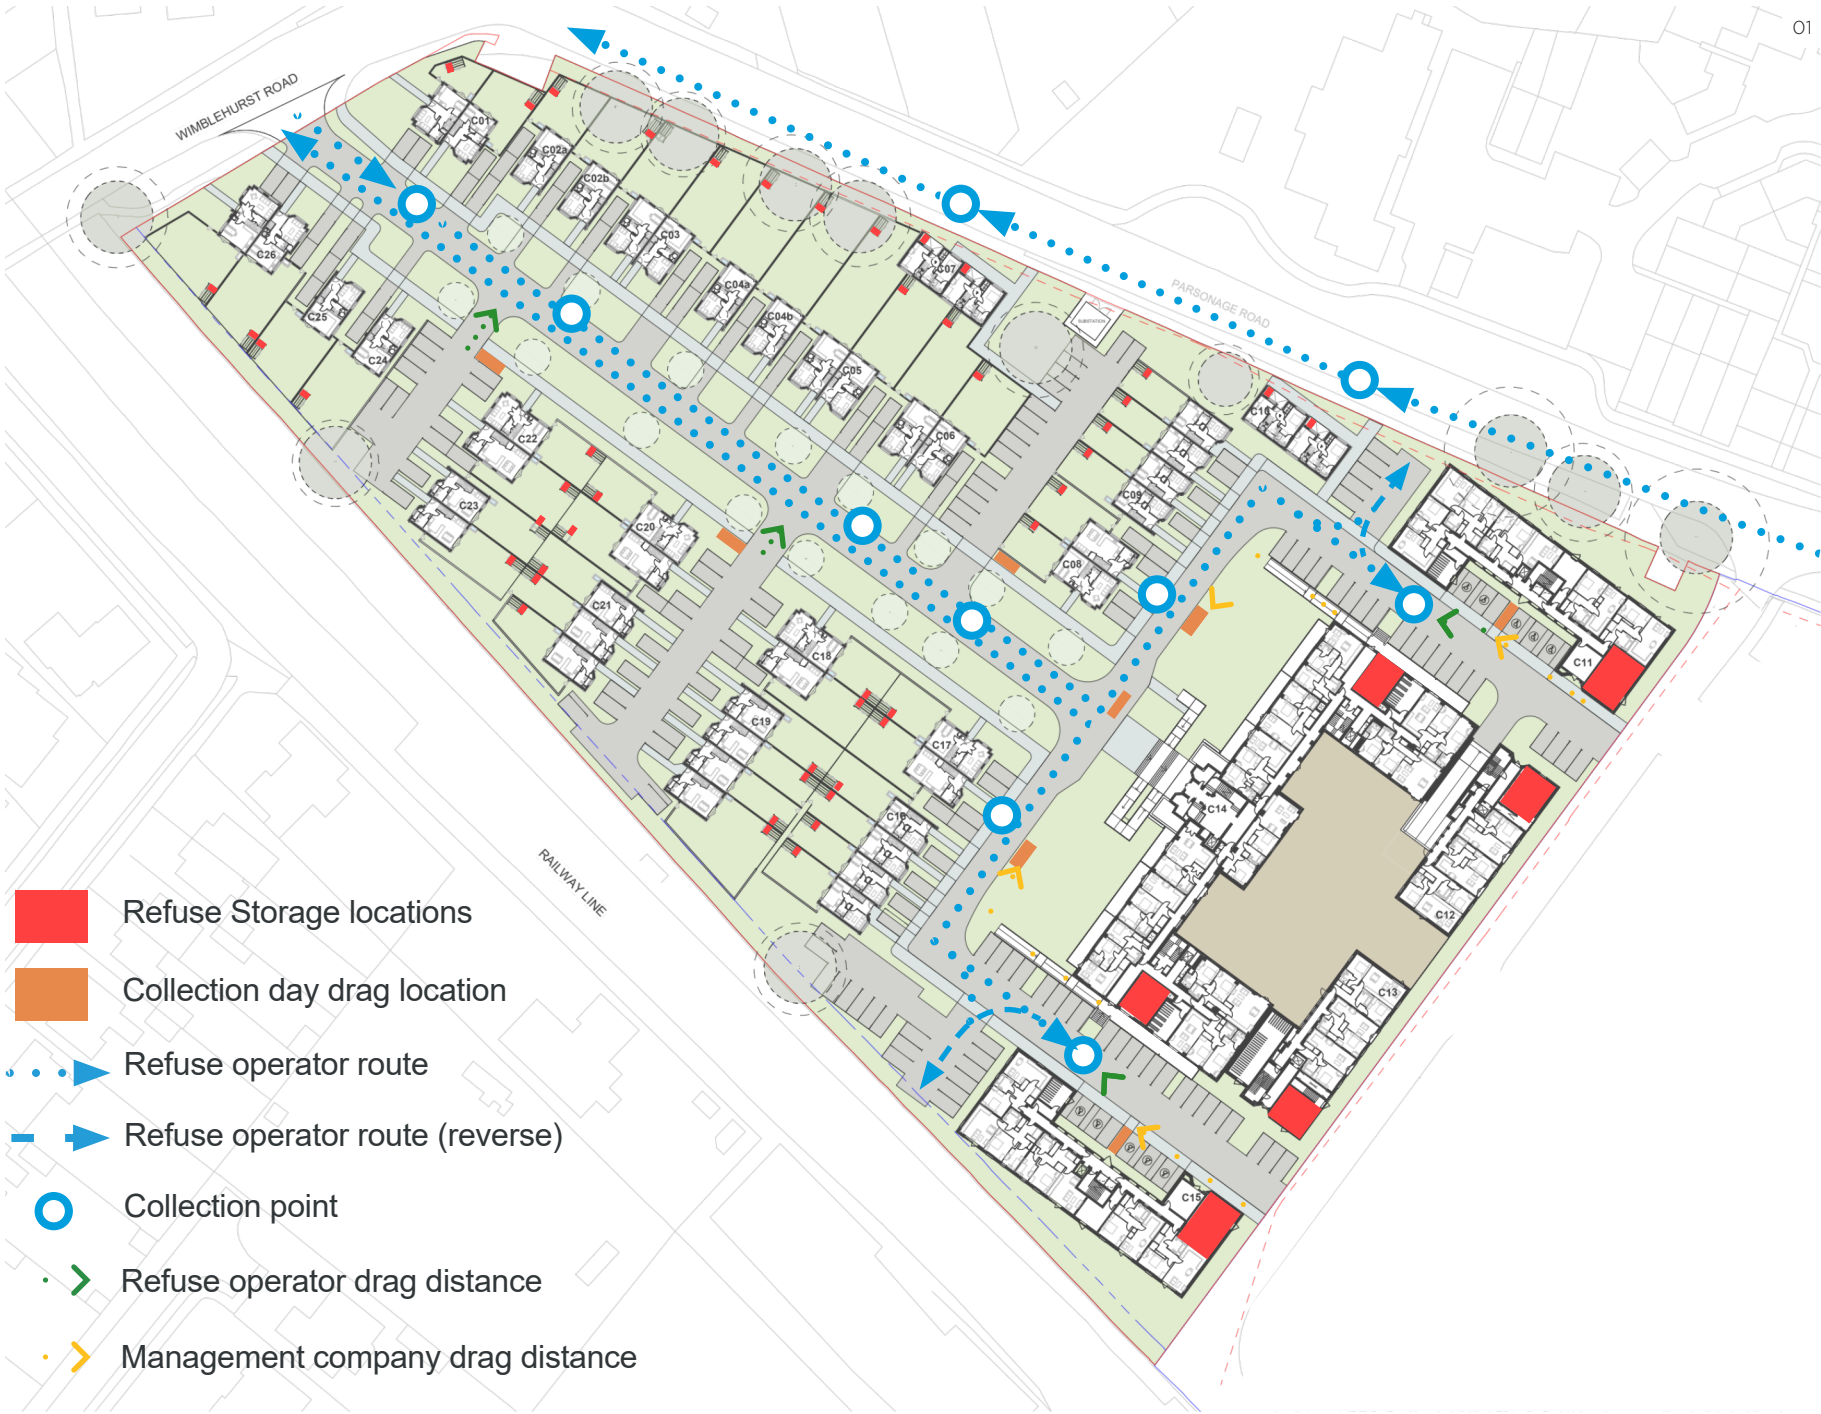 01
WIMBLEHURST ROAD
C01
C02a
C02b
C26
C03
C07
C25
C04a
C04b
C24
PARSONAGE ROAD
SUBSTATION
C05
C10
C06
C22
C09
C23
C20
C08
C21
C18
C11
C19
C17
C14
C16
C12
C13
C15
RAILWAY LINE
Refuse Storage locations
Collection day drag location
Refuse operator route
Refuse operator route (reverse)
Collection point
Refuse operator drag distance
Management company drag distance